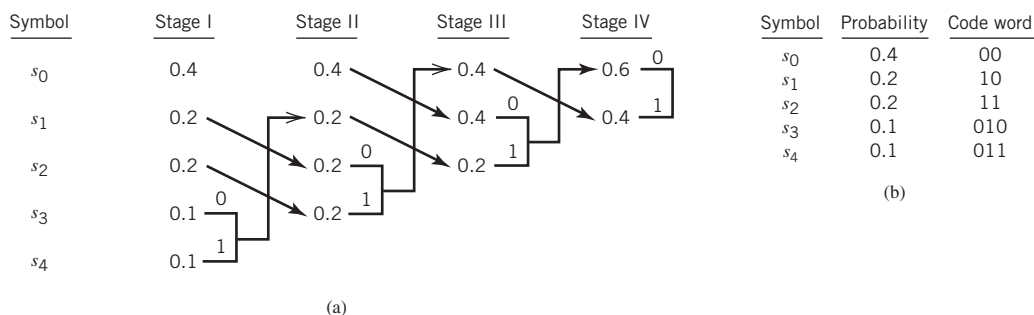 Symbol Stage I Stage II Stage III Stage IV Symbol Probability Code word
s0 0.4 0.4 0.4 0.6 0 s0 0.4 00
s1 0.2 0.2 0.4 0 0.4 1 s1 0.2 10
s2 0.2 0.2 0 0.2 1 s2 0.2 11
s3 0.1 0 0.2 1 s3 0.1 010
s4 0.1 1 s4 0.1 011
(a) (b)